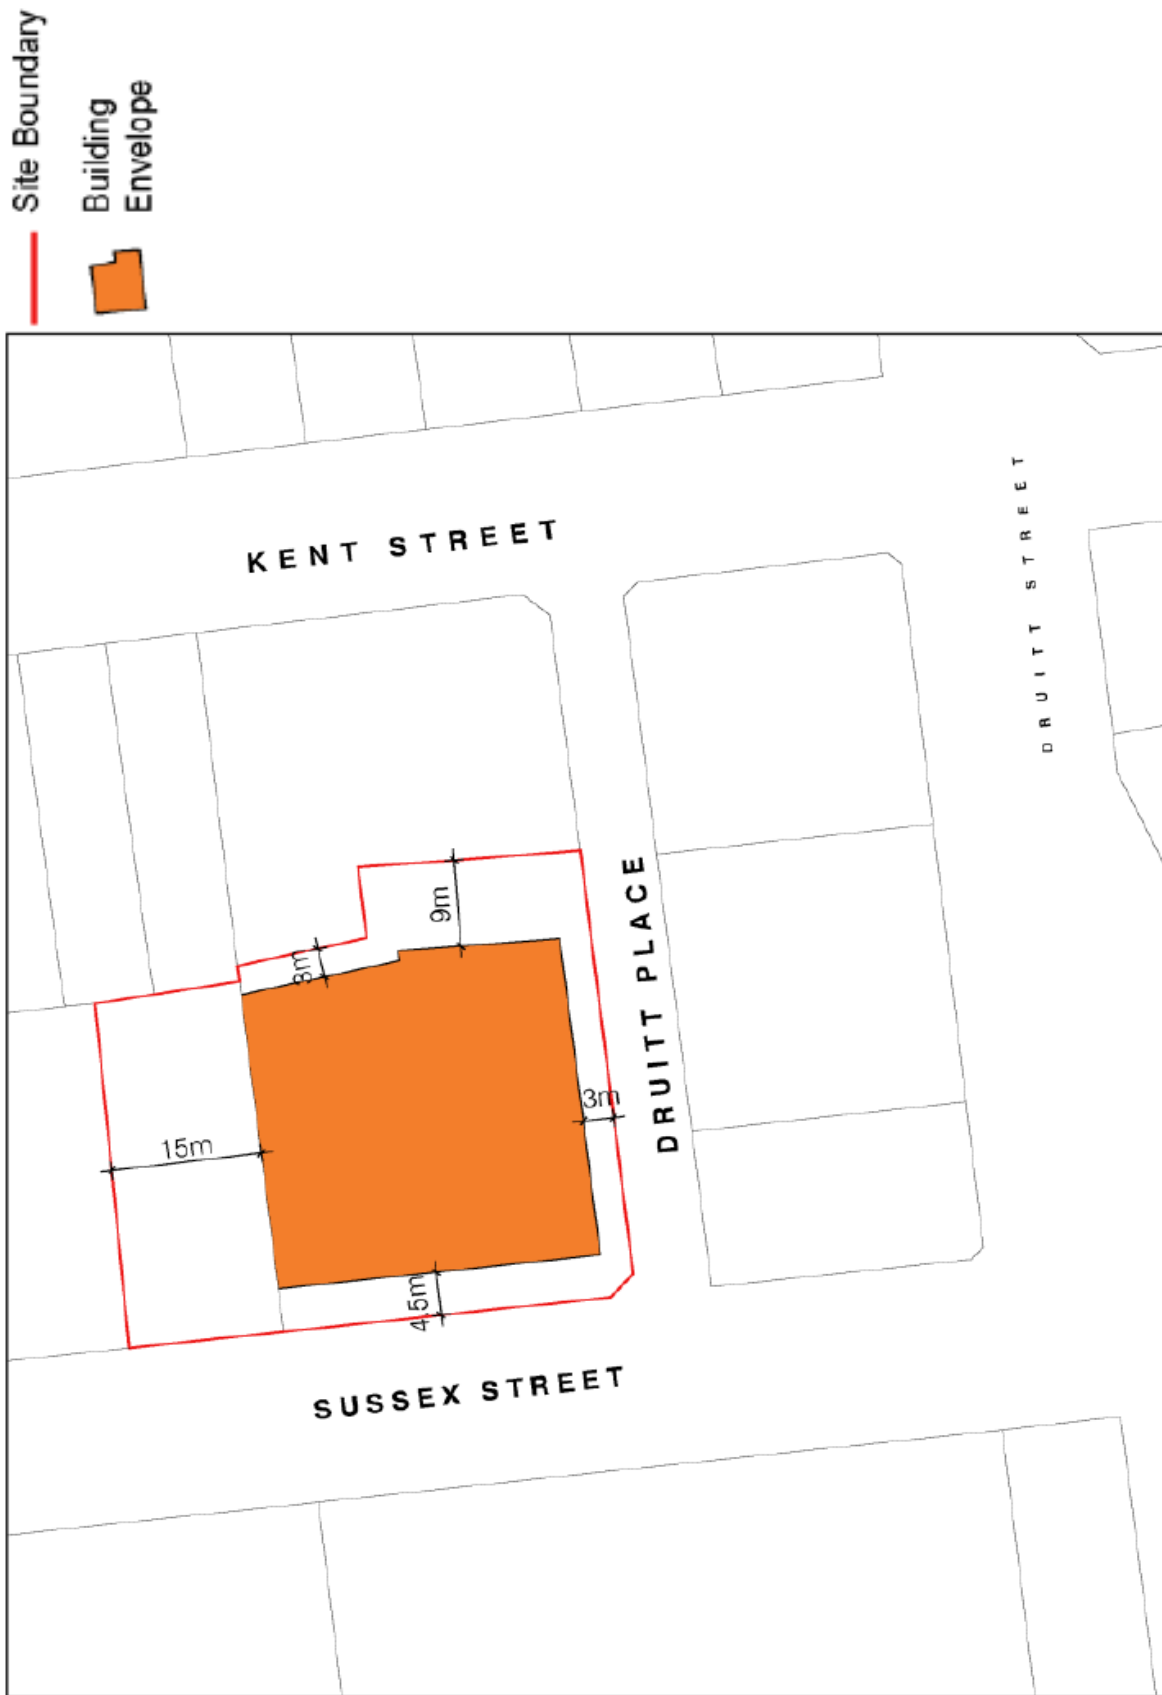 Site Boundary
Building
Envelope
KENT STREET
DRUITT STREET
9m
3m
DRUITT PLACE
3m
15m
4.5m
SUSSEX STREET